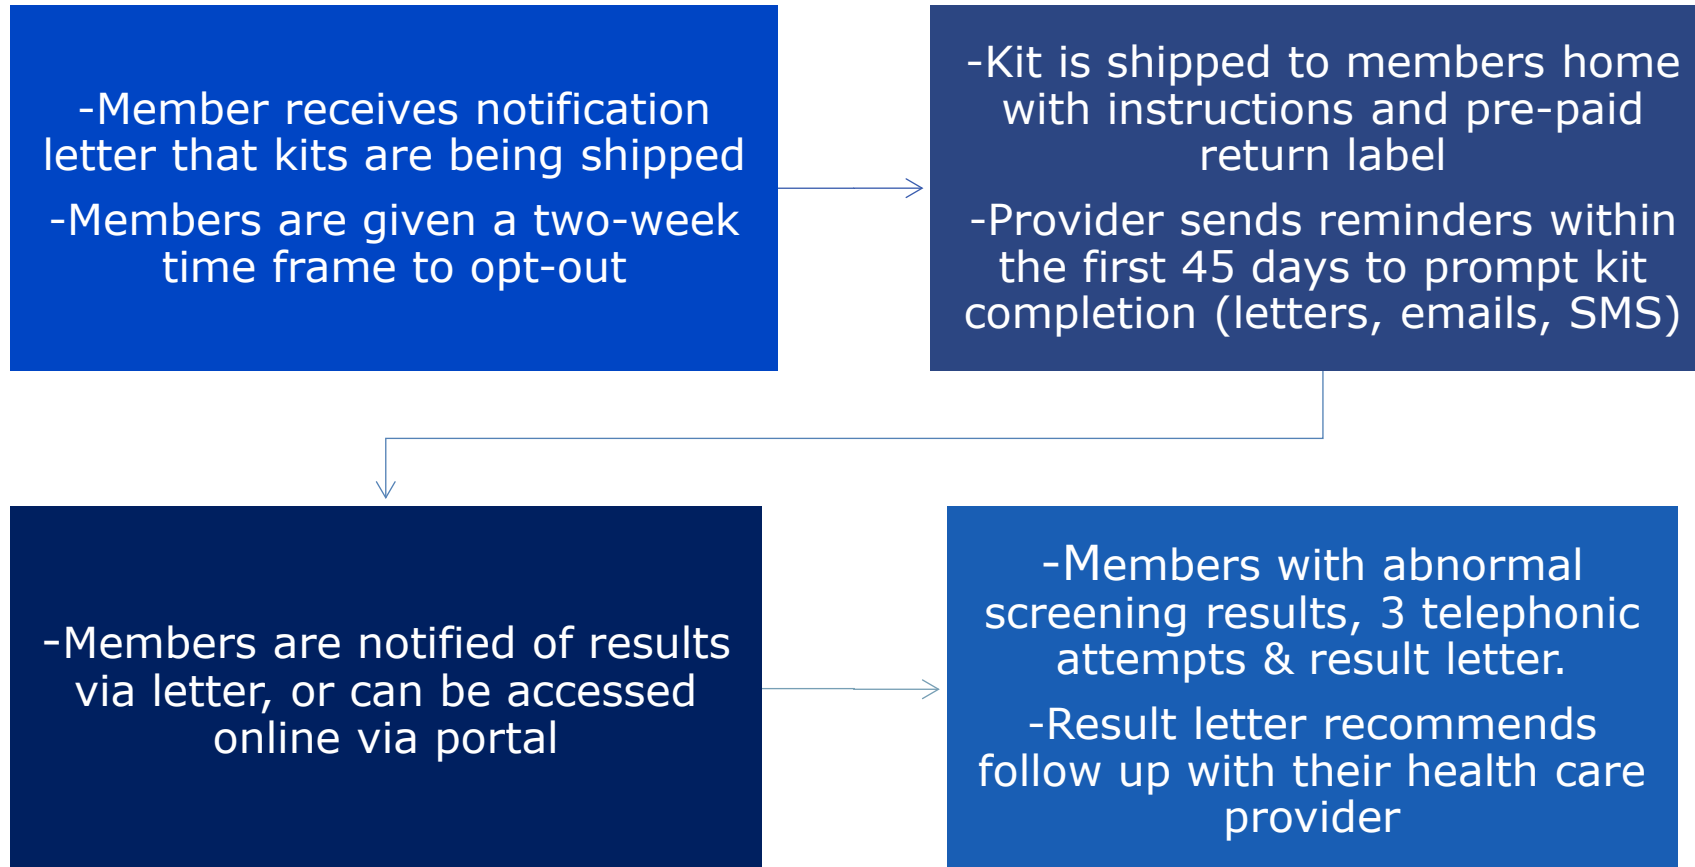 -Member receives notification
letter that kits are being shipped
-Members are given a two-week
time frame to opt-out
-Kit is shipped to members home
with instructions and pre-paid
return label
-Provider sends reminders within
the first 45 days to prompt kit
completion (letters, emails, SMS)
-Members are notified of results
via letter, or can be accessed
online via portal
-Members with abnormal
screening results, 3 telephonic
attempts & result letter.
-Result letter recommends
follow up with their health care
provider